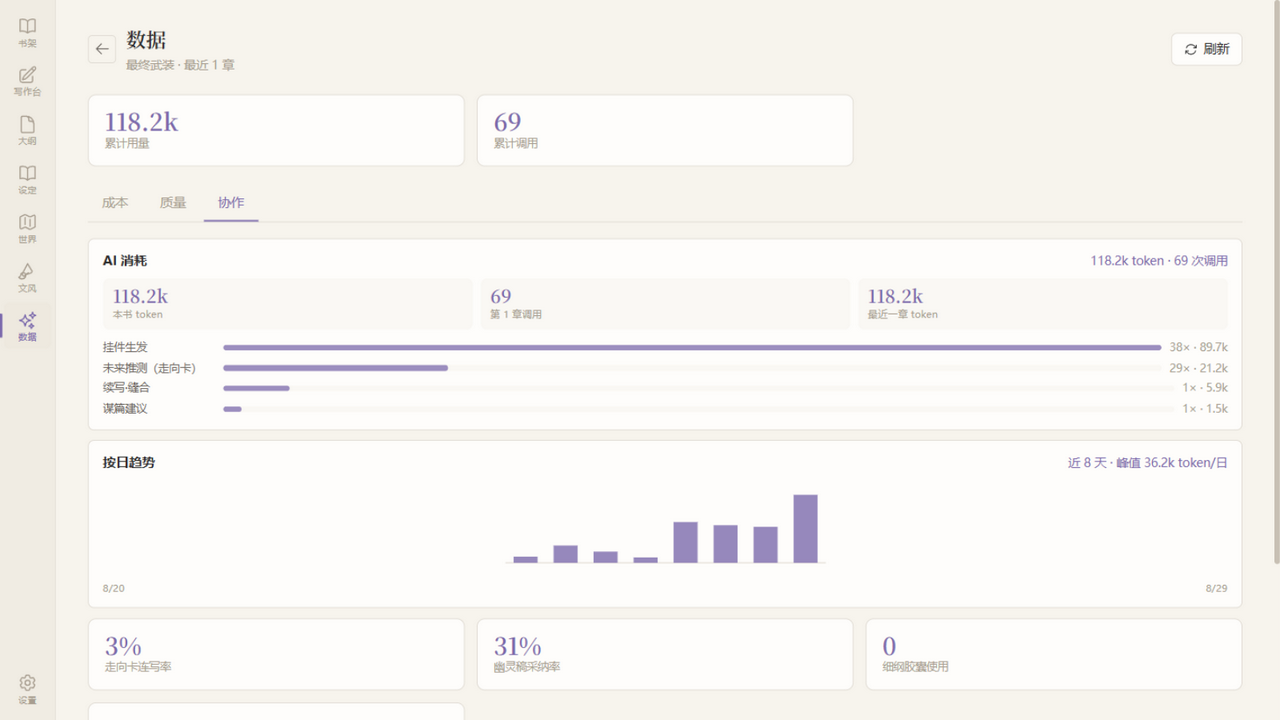 书架
写作台
大纲
设定
世界
文风
数据
设置
数据
最终武装 · 最近 1 章
刷新
118.2k
累计用量
69
累计调用
成本
质量
协作
AI 消耗
118.2k token · 69 次调用
118.2k
本书 token
69
第 1 章调用
118.2k
最近一章 token
挂件生发
38× · 89.7k
未来推测（走向卡）
29× · 21.2k
续写·缝合
1× · 5.9k
谋篇建议
1× · 1.5k
按日趋势
近 8 天 · 峰值 36.2k token/日
8/20
8/29
3%
走向卡连写率
31%
幽灵稿采纳率
0
细纲胶囊使用